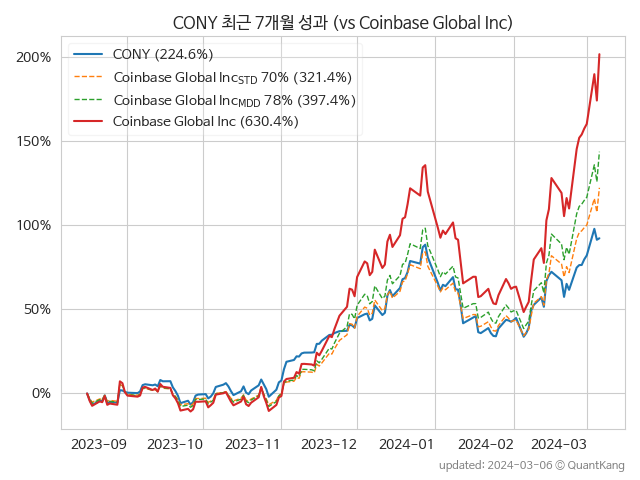 CONY 최근 7개월 성과 (vs Coinbase Global Inc)
CONY (224.6%)
Coinbase Global IncSTD 70% (321.4%)
Coinbase Global IncMDD 78% (397.4%)
Coinbase Global Inc (630.4%)
200%
150%
100%
50%
0%
2023-09 2023-10 2023-11 2023-12 2024-01 2024-02 2024-03
updated: 2024-03-06 ⓒ QuantKang